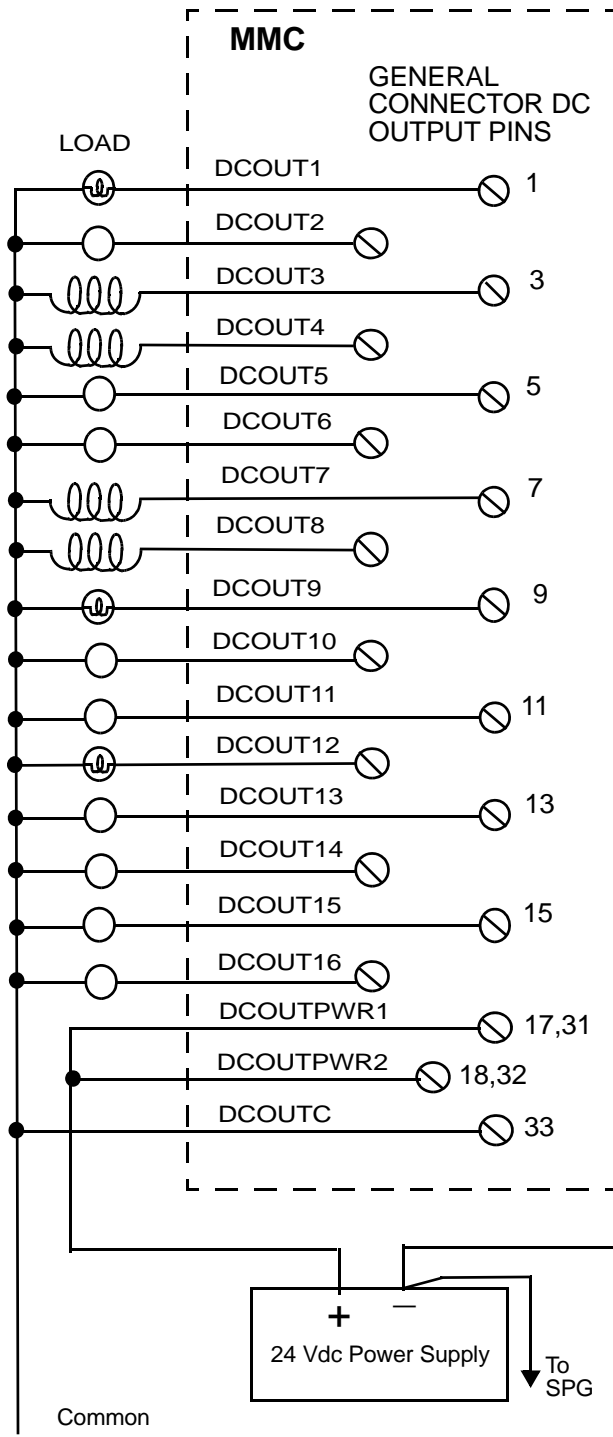 MMC
GENERAL
CONNECTOR DC
OUTPUT PINS
LOAD
DCOUT1
1
DCOUT2
DCOUT3
3
DCOUT4
DCOUT5
5
DCOUT6
DCOUT7
7
DCOUT8
DCOUT9
9
DCOUT10
DCOUT11
11
DCOUT12
DCOUT13
13
DCOUT14
DCOUT15
15
DCOUT16
DCOUTPWR1
17,31
DCOUTPWR2
18,32
DCOUTC
33
+ —
24 Vdc Power Supply
To
SPG
Common